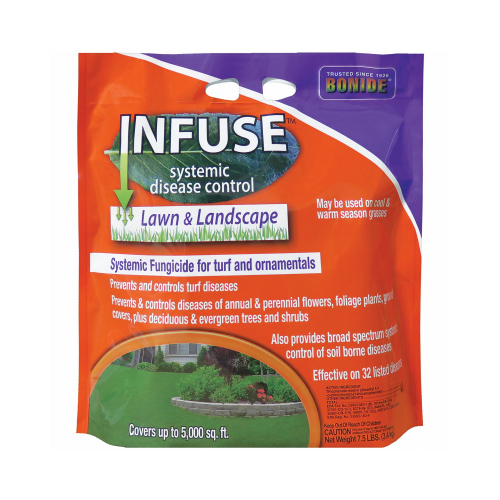 TRUSTED SINCE 1926
BONIDE®
INFUSE™
systemic
disease control
Lawn & Landscape
May be used on cool &
warm season grasses
Systemic Fungicide for turf and ornamentals
Prevents and controls turf diseases
Prevents & controls diseases of annual & perennial flowers, foliage plants, ground
covers, plus deciduous & evergreen trees and shrubs
Also provides broad spectrum systemic
control of soil borne diseases
Effective on 32 listed diseases
Covers up to 5,000 sq. ft.
Keep Out Of Reach Of Children
CAUTION
Net Weight 7.5 LBS.